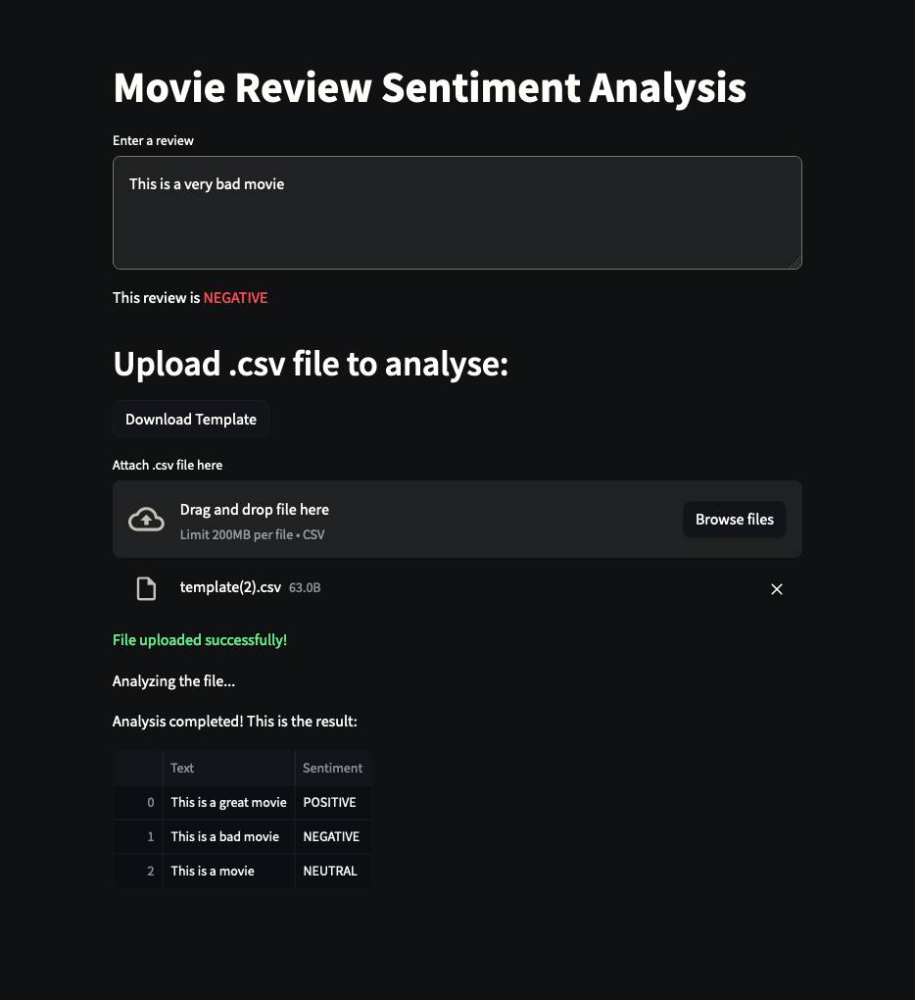 Movie Review Sentiment Analysis
Enter a review
This is a very bad movie
This review is NEGATIVE
Upload .csv file to analyse:
Download Template
Attach .csv file here
Drag and drop file here
Limit 200MB per file • CSV
Browse files
template(2).csv 63.0B
File uploaded successfully!
Analyzing the file...
Analysis completed! This is the result:
Text Sentiment
0 This is a great movie POSITIVE
1 This is a bad movie NEGATIVE
2 This is a movie NEUTRAL